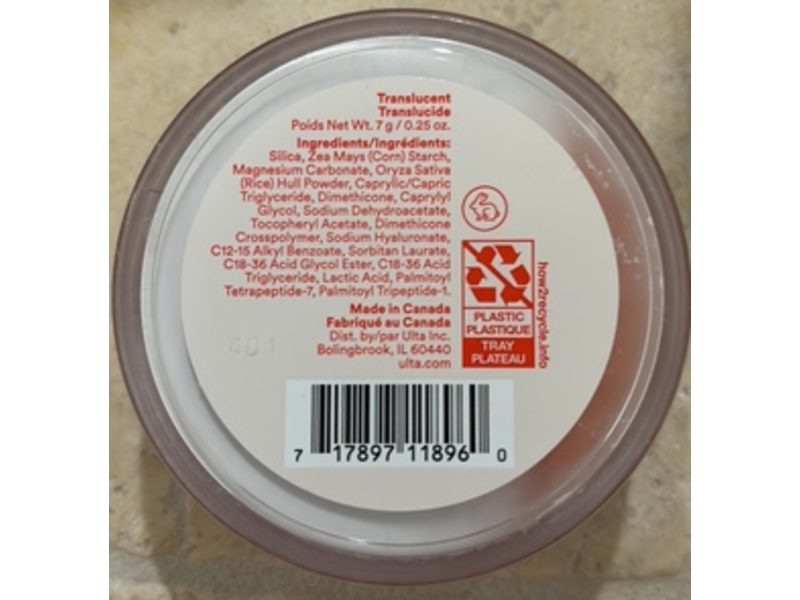 Translucent
Translucide
Poids Net Wt. 7 g / 0.25 oz.
Ingredients/Ingrédients:
Silica, Zea Mays (Corn) Starch,
Magnesium Carbonate, Oryza Sativa
(Rice) Hull Powder, Caprylic/Capric
Triglyceride, Dimethicone, Caprylyl
Glycol, Sodium Dehydroacetate,
Tocopheryl Acetate, Dimethicone
Crosspolymer, Sodium Hyaluronate,
C12-15 Alkyl Benzoate, Sorbitan Laurate,
C18-36 Acid Glycol Ester, C18-36 Acid
Triglyceride, Lactic Acid, Palmitoyl
Tetrapeptide-7, Palmitoyl Tripeptide-1.
Made in Canada
Fabriqué au Canada
Dist. by/par Ulta Inc.
Bolingbrook, IL 60440
ulta.com
PLASTIC
PLASTIQUE
TRAY
PLATEAU
how2recycle.info
401
7 17897 11896 0